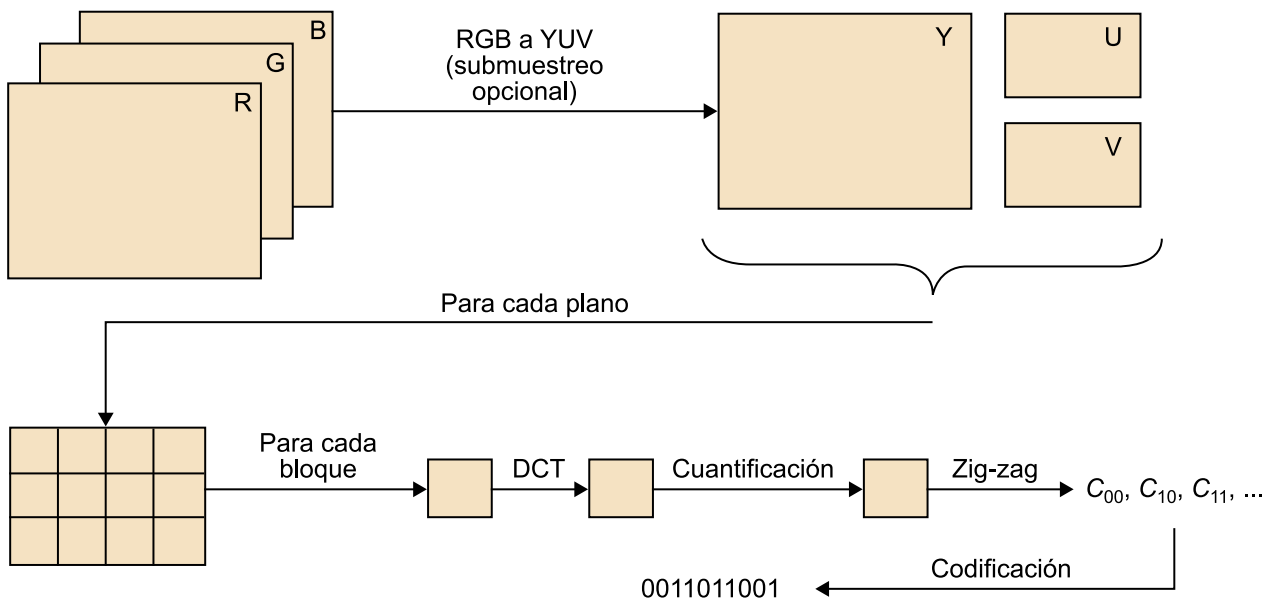 B
G
R
RGB a YUV
(submuestreo
opcional)
Y
U
V
Para cada plano
Para cada
bloque
DCT
Cuantificación
Zig-zag
C00, C10, C11, ...
Codificación
0011011001